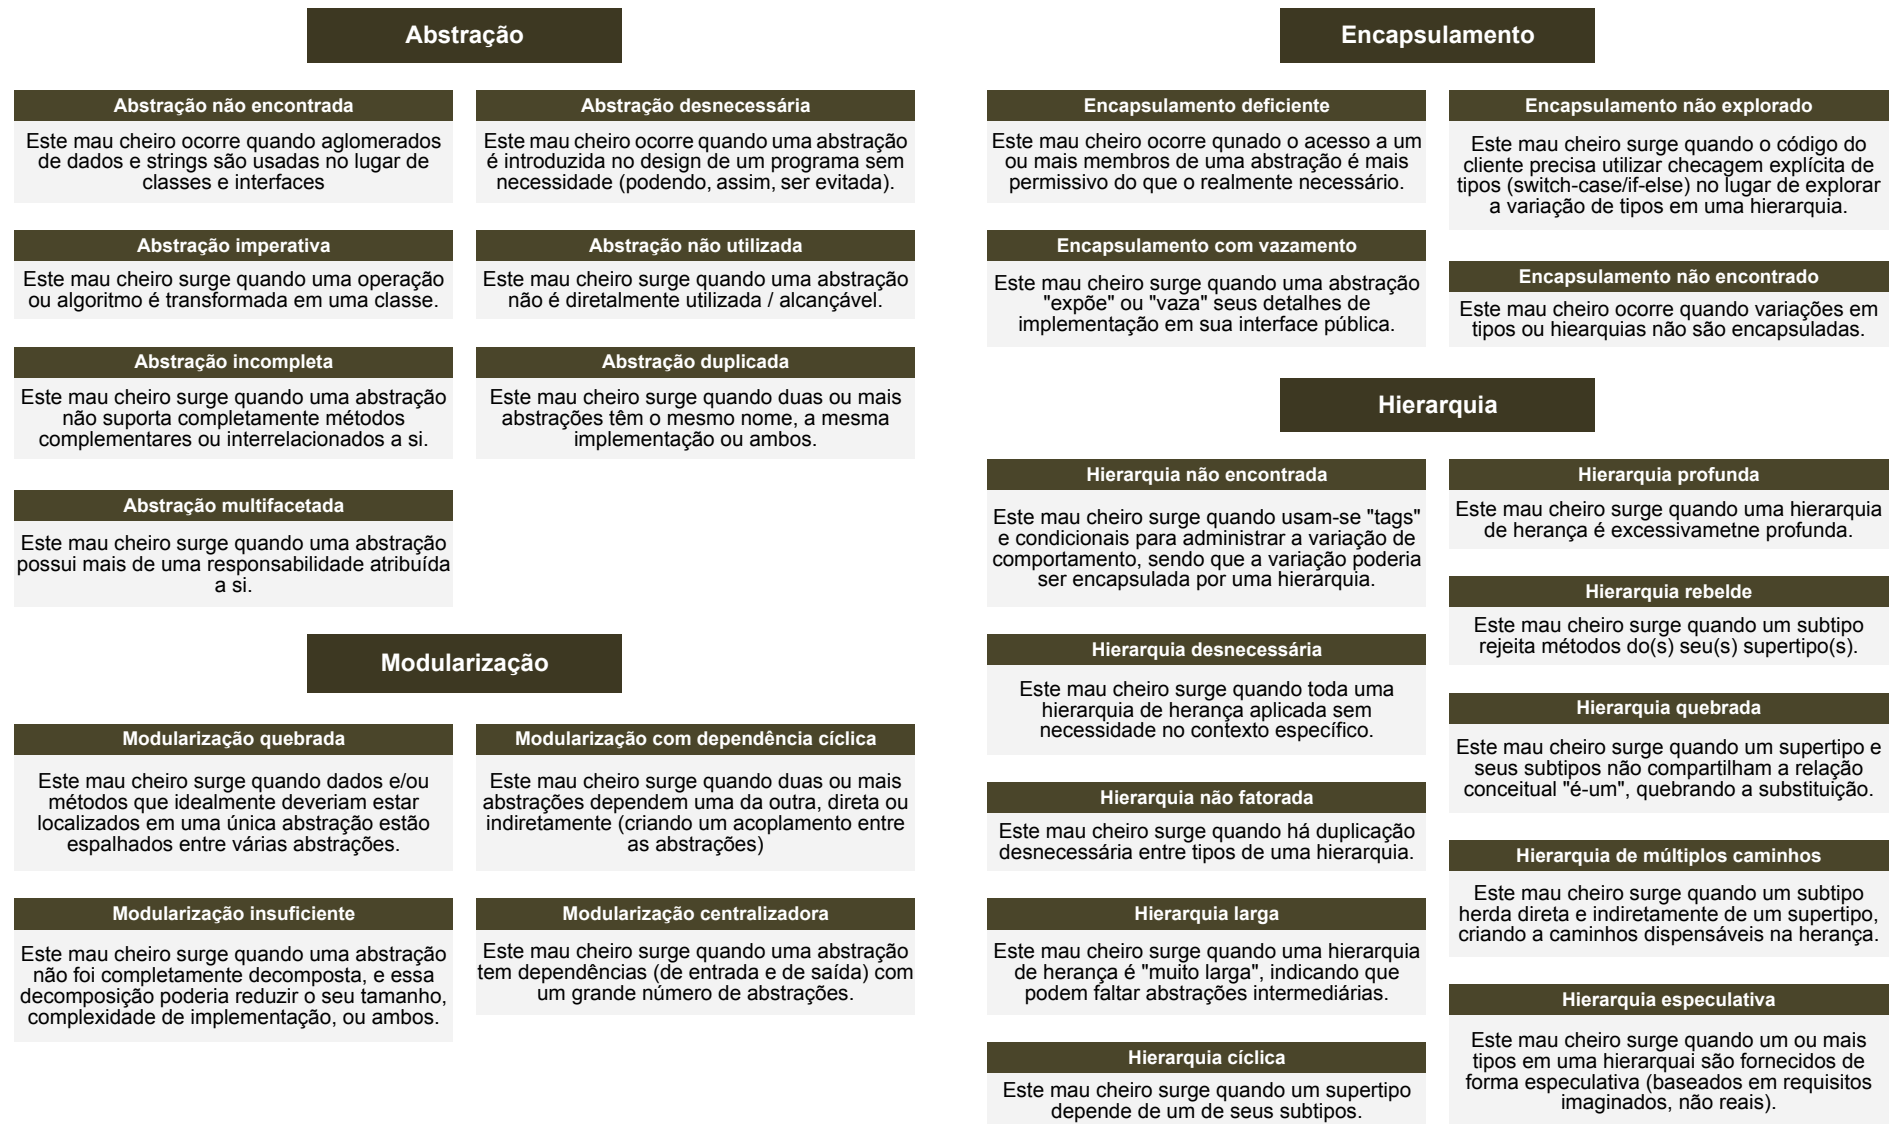 Abstração
Abstração não encontrada
Este mau cheiro ocorre quando aglomerados
de dados e strings são usadas no lugar de
classes e interfaces
Abstração desnecessária
Este mau cheiro ocorre quando uma abstração
é introduzida no design de um programa sem
necessidade (podendo, assim, ser evitada).
Abstração imperativa
Este mau cheiro surge quando uma operação
ou algoritmo é transformada em uma classe.
Abstração não utilizada
Este mau cheiro surge quando uma abstração
não é diretalmente utilizada / alcançável.
Abstração incompleta
Este mau cheiro surge quando uma abstração
não suporta completamente métodos
complementares ou interrelacionados a si.
Abstração duplicada
Este mau cheiro surge quando duas ou mais
abstrações têm o mesmo nome, a mesma
implementação ou ambos.
Abstração multifacetada
Este mau cheiro surge quando uma abstração
possui mais de uma responsabilidade atribuída
a si.
Modularização
Modularização quebrada
Este mau cheiro surge quando dados e/ou
métodos que idealmente deveriam estar
localizados em uma única abstração estão
espalhados entre várias abstrações.
Modularização com dependência cíclica
Este mau cheiro surge quando duas ou mais
abstrações dependem uma da outra, direta ou
indiretamente (criando um acoplamento entre
as abstrações)
Modularização insuficiente
Este mau cheiro surge quando uma abstração
não foi completamente decomposta, e essa
decomposição poderia reduzir o seu tamanho,
complexidade de implementação, ou ambos.
Modularização centralizadora
Este mau cheiro surge quando uma abstração
tem dependências (de entrada e de saída) com
um grande número de abstrações.
Encapsulamento
Encapsulamento deficiente
Este mau cheiro ocorre qunado o acesso a um
ou mais membros de uma abstração é mais
permissivo do que o realmente necessário.
Encapsulamento não explorado
Este mau cheiro surge quando o código do
cliente precisa utilizar checagem explícita de
tipos (switch-case/if-else) no lugar de explorar
a variação de tipos em uma hierarquia.
Encapsulamento com vazamento
Este mau cheiro surge quando uma abstração
"expõe" ou "vaza" seus detalhes de
implementação em sua interface pública.
Encapsulamento não encontrado
Este mau cheiro ocorre quando variações em
tipos ou hiearquias não são encapsuladas.
Hierarquia
Hierarquia não encontrada
Este mau cheiro surge quando usam-se "tags"
e condicionais para administrar a variação de
comportamento, sendo que a variação poderia
ser encapsulada por uma hierarquia.
Hierarquia profunda
Este mau cheiro surge quando uma hierarquia
de herança é excessivametne profunda.
Hierarquia rebelde
Este mau cheiro surge quando um subtipo
rejeita métodos do(s) seu(s) supertipo(s).
Hierarquia desnecessária
Este mau cheiro surge quando toda uma
hierarquia de herança aplicada sem
necessidade no contexto específico.
Hierarquia quebrada
Este mau cheiro surge quando um supertipo e
seus subtipos não compartilham a relação
conceitual "é-um", quebrando a substituição.
Hierarquia não fatorada
Este mau cheiro surge quando há duplicação
desnecessária entre tipos de uma hierarquia.
Hierarquia de múltiplos caminhos
Este mau cheiro surge quando um subtipo
herda direta e indiretamente de um supertipo,
criando a caminhos dispensáveis na herança.
Hierarquia larga
Este mau cheiro surge quando uma hierarquia
de herança é "muito larga", indicando que
podem faltar abstrações intermediárias.
Hierarquia especulativa
Este mau cheiro surge quando um ou mais
tipos em uma hierarquai são fornecidos de
forma especulativa (baseados em requisitos
imaginados, não reais).
Hierarquia cíclica
Este mau cheiro surge quando um supertipo
depende de um de seus subtipos.